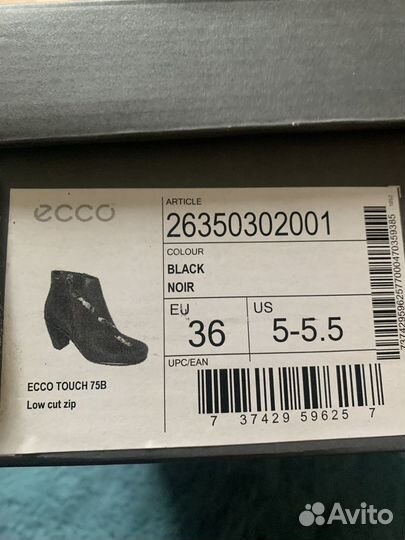 ecco
ARTICLE
26350302001
COLOUR
BLACK
NOIR
EU
36
US
5-5.5
UPC/EAN
7 37429 59625 7
ECCO TOUCH 75B
Low cut zip
Avito